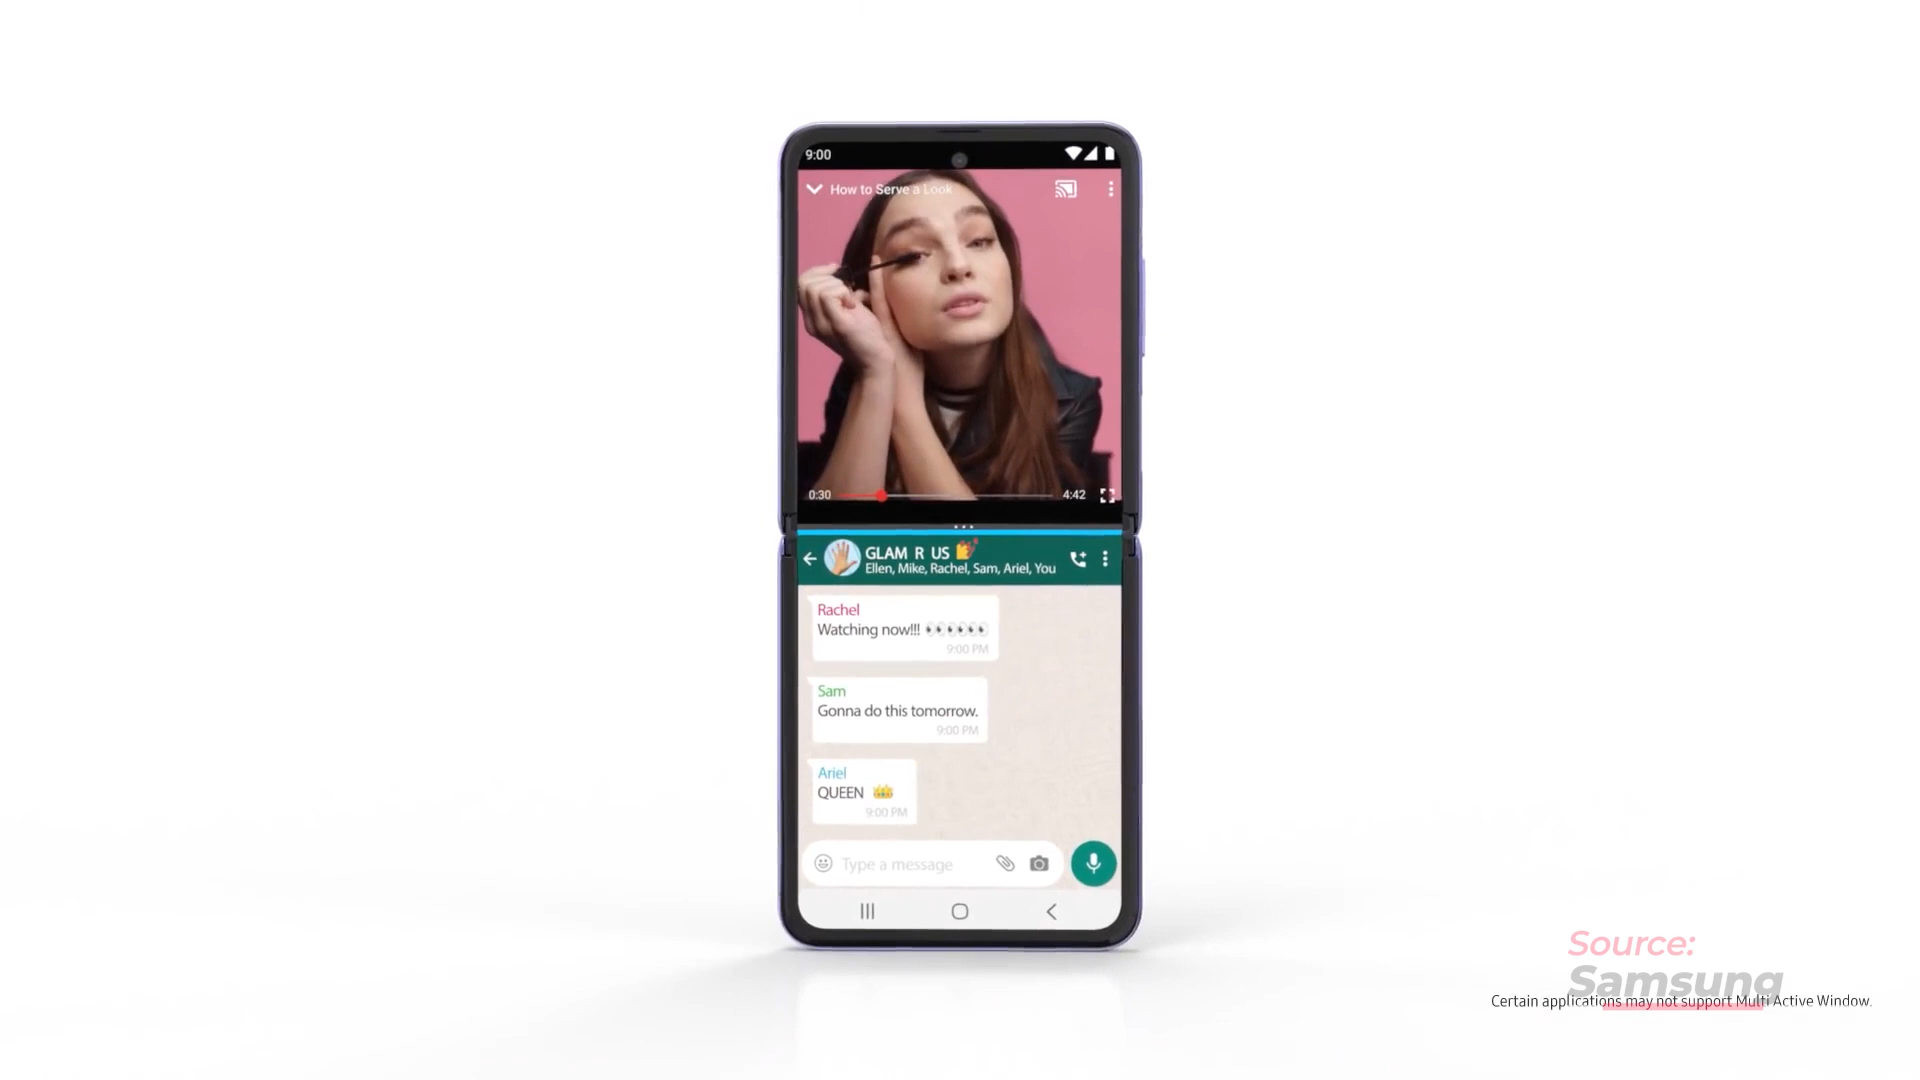 9:00
How to Serve a Look
0:30
4:42
GLAM R US
Ellen, Mike, Rachel, Sam, Ariel, You
Rachel
Watching now!!!
9:00 PM
Sam
Gonna do this tomorrow.
9:00 PM
Ariel
QUEEN
9:00 PM
Type a message
Source:
Samsung
Certain applications may not support Multi Active Window.